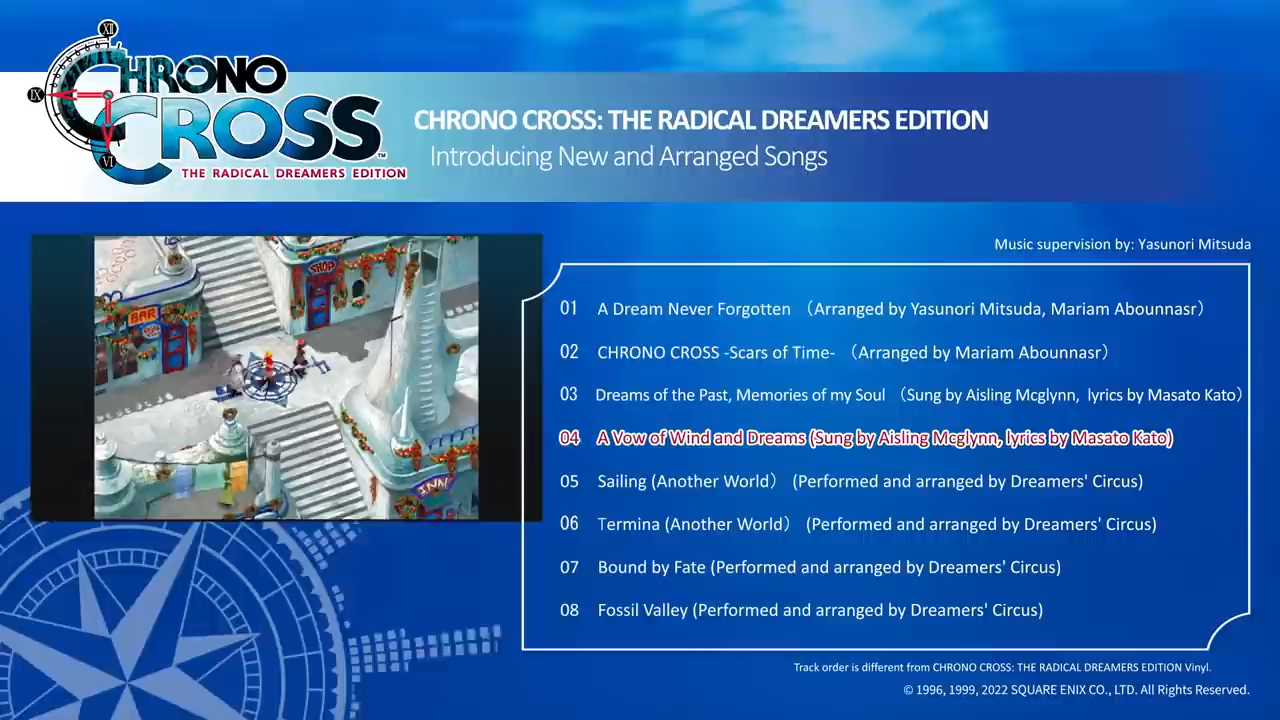 XII
IX
VI
CHRONO
CROSS™
THE RADICAL DREAMERS EDITION
CHRONO CROSS: THE RADICAL DREAMERS EDITION
Introducing New and Arranged Songs
SHOP
BAR
INN
Music supervision by: Yasunori Mitsuda
01 A Dream Never Forgotten （Arranged by Yasunori Mitsuda, Mariam Abounnasr）
02 CHRONO CROSS -Scars of Time- （Arranged by Mariam Abounnasr）
03 Dreams of the Past, Memories of my Soul （Sung by Aisling Mcglynn, lyrics by Masato Kato）
04 A Vow of Wind and Dreams (Sung by Aisling Mcglynn, lyrics by Masato Kato)
05 Sailing (Another World） (Performed and arranged by Dreamers' Circus)
06 Termina (Another World） (Performed and arranged by Dreamers' Circus)
07 Bound by Fate (Performed and arranged by Dreamers' Circus)
08 Fossil Valley (Performed and arranged by Dreamers' Circus)
Track order is different from CHRONO CROSS: THE RADICAL DREAMERS EDITION Vinyl.
© 1996, 1999, 2022 SQUARE ENIX CO., LTD. All Rights Reserved.